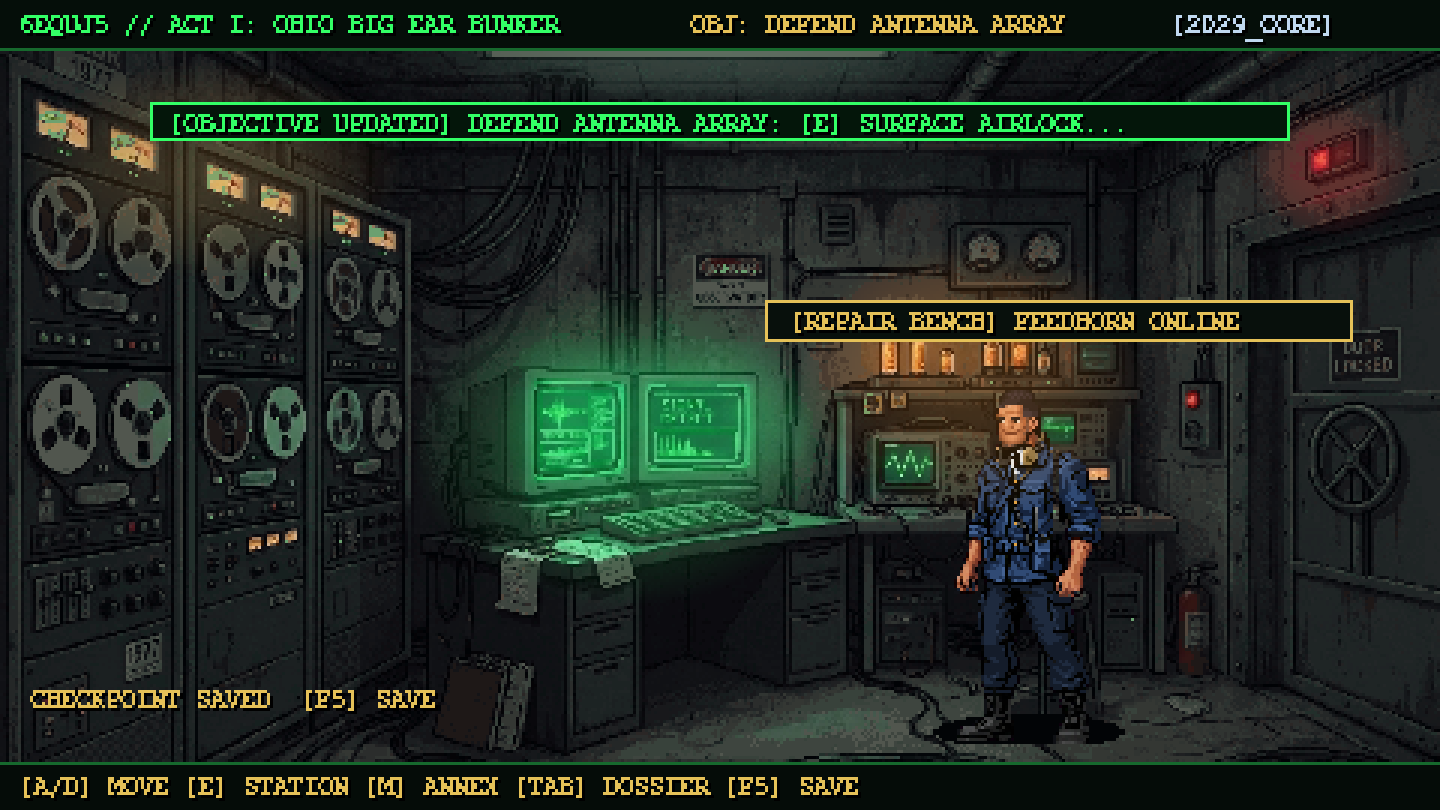 6EQUJ5 // ACT I: OHIO BIG EAR BUNKER
OBJ: DEFEND ANTENNA ARRAY
[2029_CORE]
[OBJECTIVE UPDATED] DEFEND ANTENNA ARRAY: [E] SURFACE AIRLOCK...
[REPAIR BENCH] FEEDHORN ONLINE
CHECKPOINT SAVED [F5] SAVE
[A/D] MOVE [E] STATION [M] ANNEX [TAB] DOSSIER [F5] SAVE